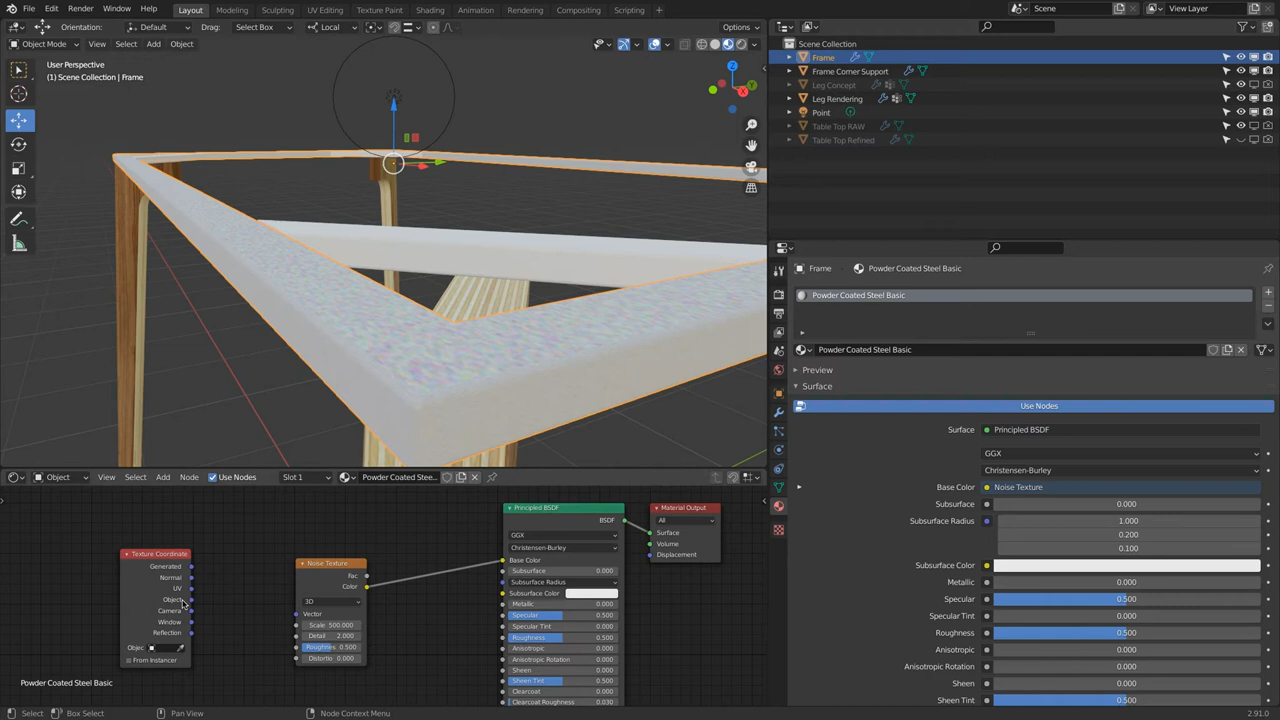 File Edit Render Window Help Layout Modeling Sculpting UV Editing Texture Paint Shading Animation Rendering Compositing Scripting + Scene View Layer
Orientation: Default Drag: Select Box Local Options
Object Mode View Select Add Object
User Perspective
(1) Scene Collection | Frame
Z
Y
X
Scene Collection
Frame
Frame Corner Support
Leg Concept
Leg Rendering
Point
Table Top RAW
Table Top Refined
Frame Powder Coated Steel Basic
Powder Coated Steel Basic
Powder Coated Steel Basic
Preview
Surface
Use Nodes
Surface Principled BSDF
GGX
Christensen-Burley
Base Color Noise Texture
Subsurface 0.000
Subsurface Radius 1.000
0.200
0.100
Subsurface Color
Metallic 0.000
Specular 0.500
Specular Tint 0.000
Roughness 0.500
Anisotropic 0.000
Anisotropic Rotation 0.000
Sheen 0.000
Sheen Tint 0.500
Object View Select Add Node Use Nodes Slot 1 Powder Coated Stee...
Texture Coordinate
Generated
Normal
UV
Object
Camera
Window
Reflection
Objec
From Instancer
Noise Texture
Fac
Color
3D
Vector
Scale 500.000
Detail 2.000
Roughnes 0.500
Distortio 0.000
Principled BSDF
BSDF
GGX
Christensen-Burley
Base Color
Subsurface 0.000
Subsurface Radius
Subsurface Color
Metallic 0.000
Specular 0.500
Specular Tint 0.000
Roughness 0.500
Anisotropic 0.000
Anisotropic Rotation 0.000
Sheen 0.000
Sheen Tint 0.500
Clearcoat 0.000
Clearcoat Roughness 0.030
Material Output
All
Surface
Volume
Displacement
Powder Coated Steel Basic
Select Box Select Pan View Node Context Menu 2.91.0